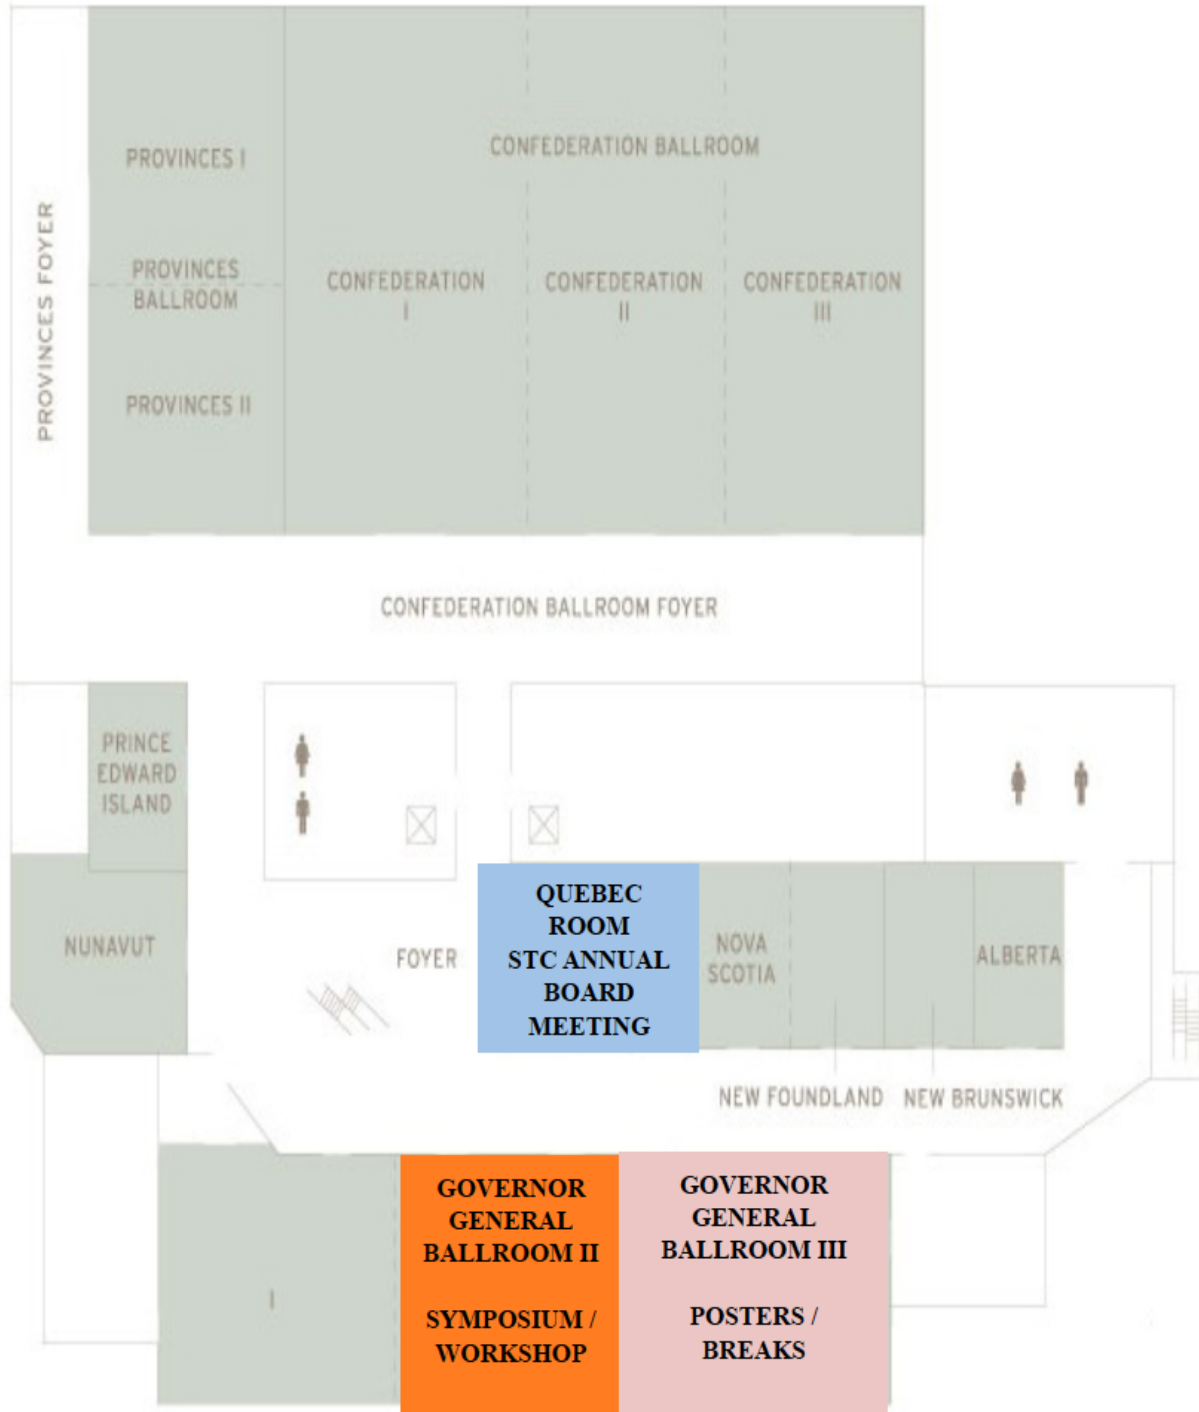 PROVINCES FOYER
PROVINCES I
PROVINCES
BALLROOM
PROVINCES II
CONFEDERATION BALLROOM
CONFEDERATION
I
CONFEDERATION
II
CONFEDERATION
III
CONFEDERATION BALLROOM FOYER
PRINCE
EDWARD
ISLAND
NUNAVUT
FOYER
QUEBEC
ROOM
STC ANNUAL
BOARD
MEETING
NOVA
SCOTIA
ALBERTA
NEW FOUNDLAND
NEW BRUNSWICK
I
GOVERNOR
GENERAL
BALLROOM II
SYMPOSIUM /
WORKSHOP
GOVERNOR
GENERAL
BALLROOM III
POSTERS /
BREAKS